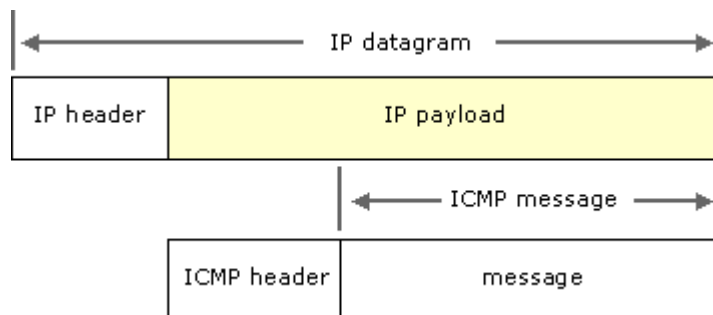 IP datagram
IP header IP payload
ICMP message
ICMP header message